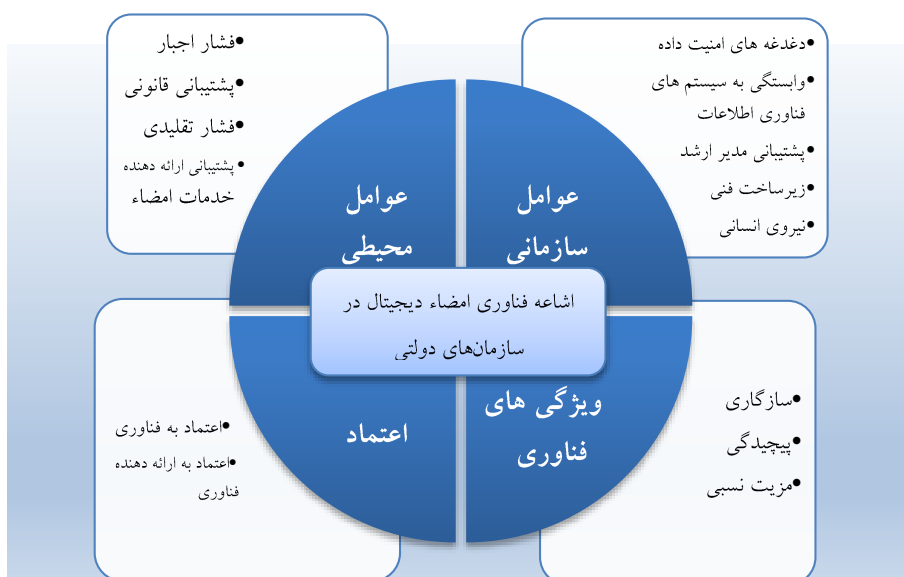 •دغدغه های امنیت داده
•وابستگی به سیستم های
فناوری اطلاعات
•پشتیبانی مدیر ارشد
•زیرساخت فنی
•نیروی انسانی
•فشار اجبار
•پشتیبانی قانونی
•فشار تقلیدی
•پشتیبانی ارائه دهنده
خدمات امضاء
عوامل
سازمانی
عوامل
محیطی
اشاعه فناوری امضاء دیجیتال در
سازمان‌های دولتی
ویژگی های
فناوری
اعتماد
•سازگاری
•پیچیدگی
•مزیت نسبی
•اعتماد به فناوری
•اعتماد به ارائه دهنده
فناوری